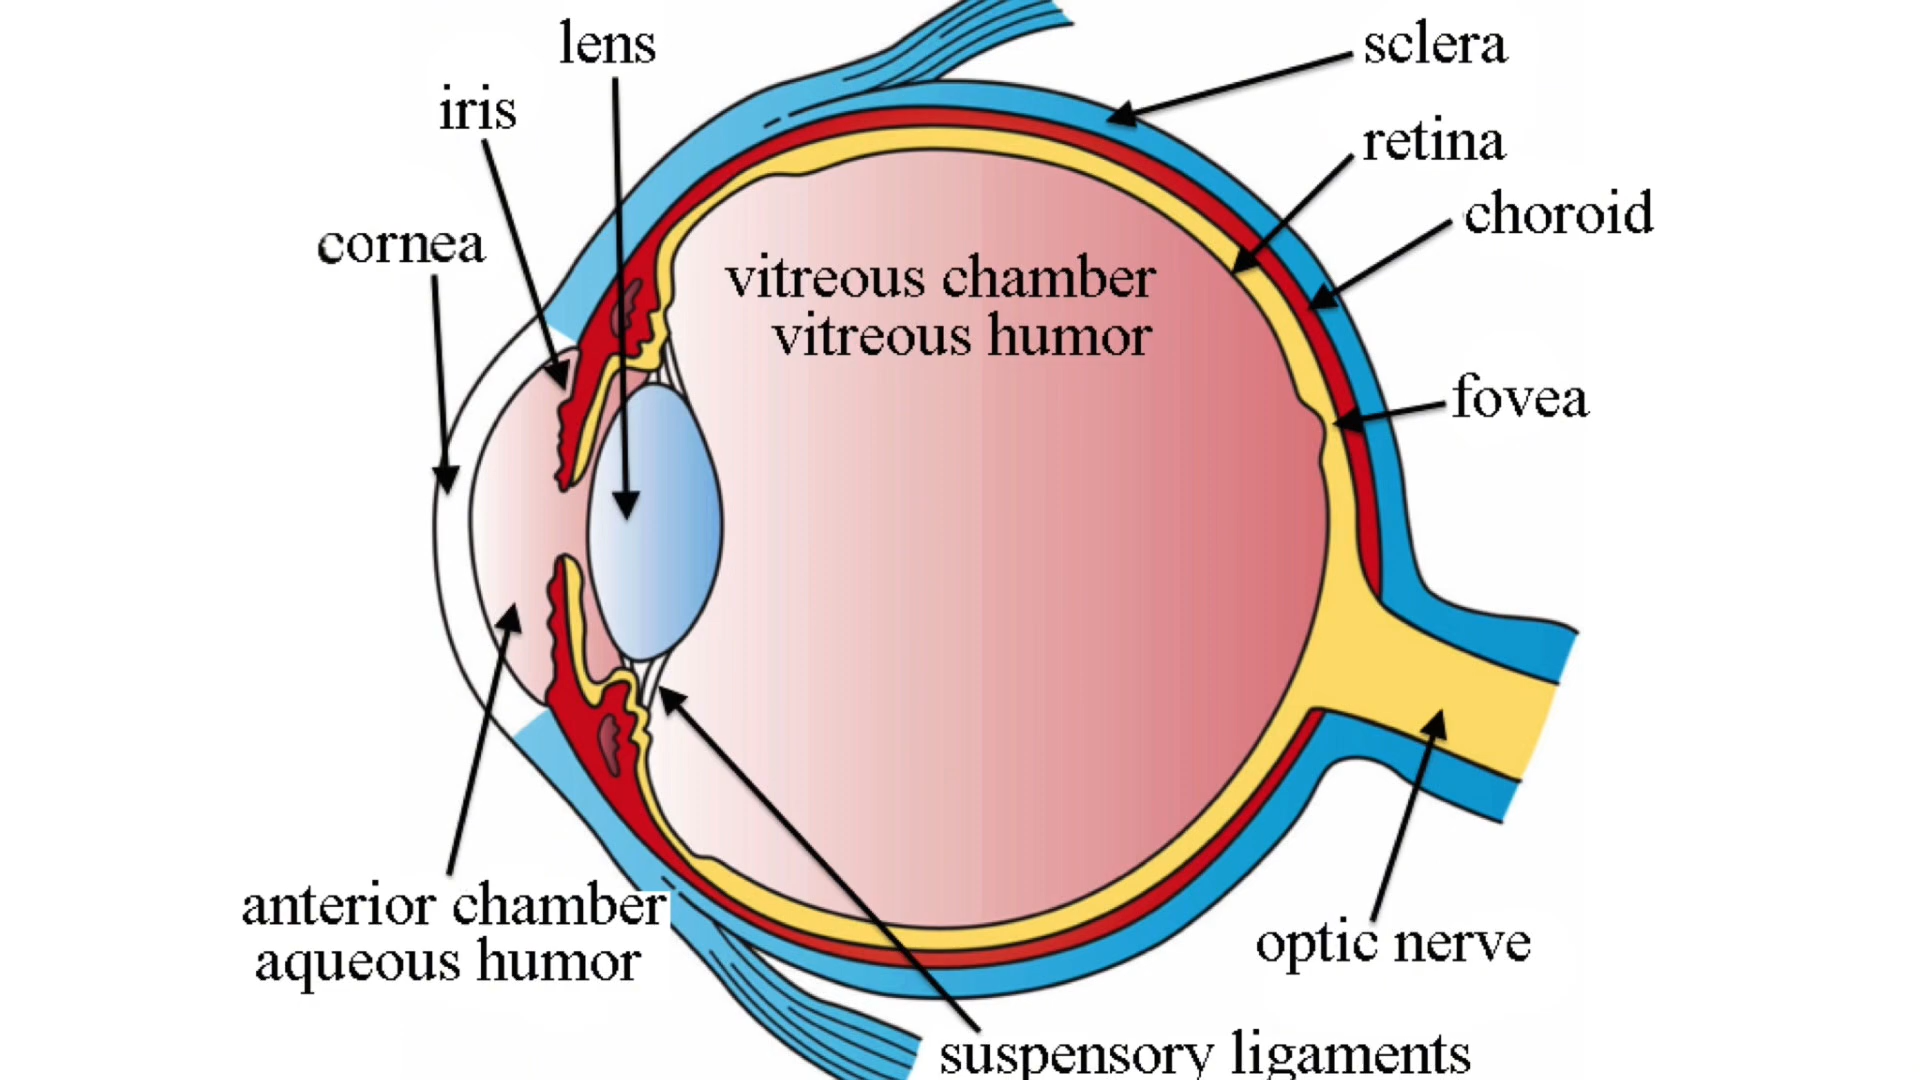 lens
sclera
iris
retina
choroid
cornea
vitreous chamber
vitreous humor
fovea
anterior chamber
aqueous humor
optic nerve
suspensory ligaments